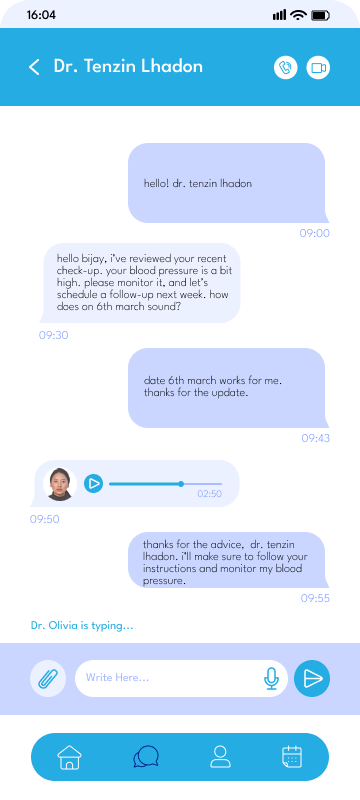 16:04
Dr. Tenzin Lhadon
hello! dr. tenzin lhadon
09:00
hello bijay, i've reviewed your recent
check-up. your blood pressure is a bit
high. please monitor it, and let's
schedule a follow-up next week. how
does on 6th march sound?
09:30
date 6th march works for me.
thanks for the update.
09:43
02:50
09:50
thanks for the advice, dr. tenzin
lhadon. i'll make sure to follow your
instructions and monitor my blood
pressure.
09:55
Dr. Olivia is typing...
Write Here...